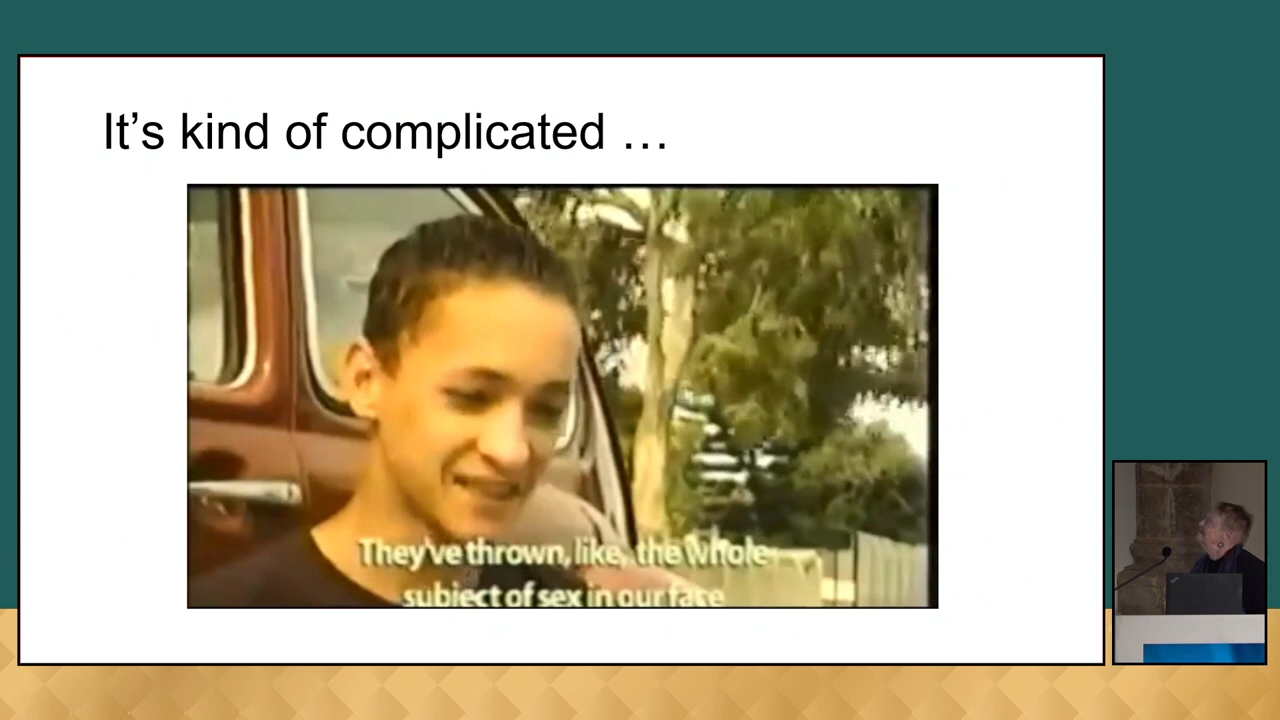 It’s kind of complicated …
They've thrown, like, the whole
subject of sex in our face